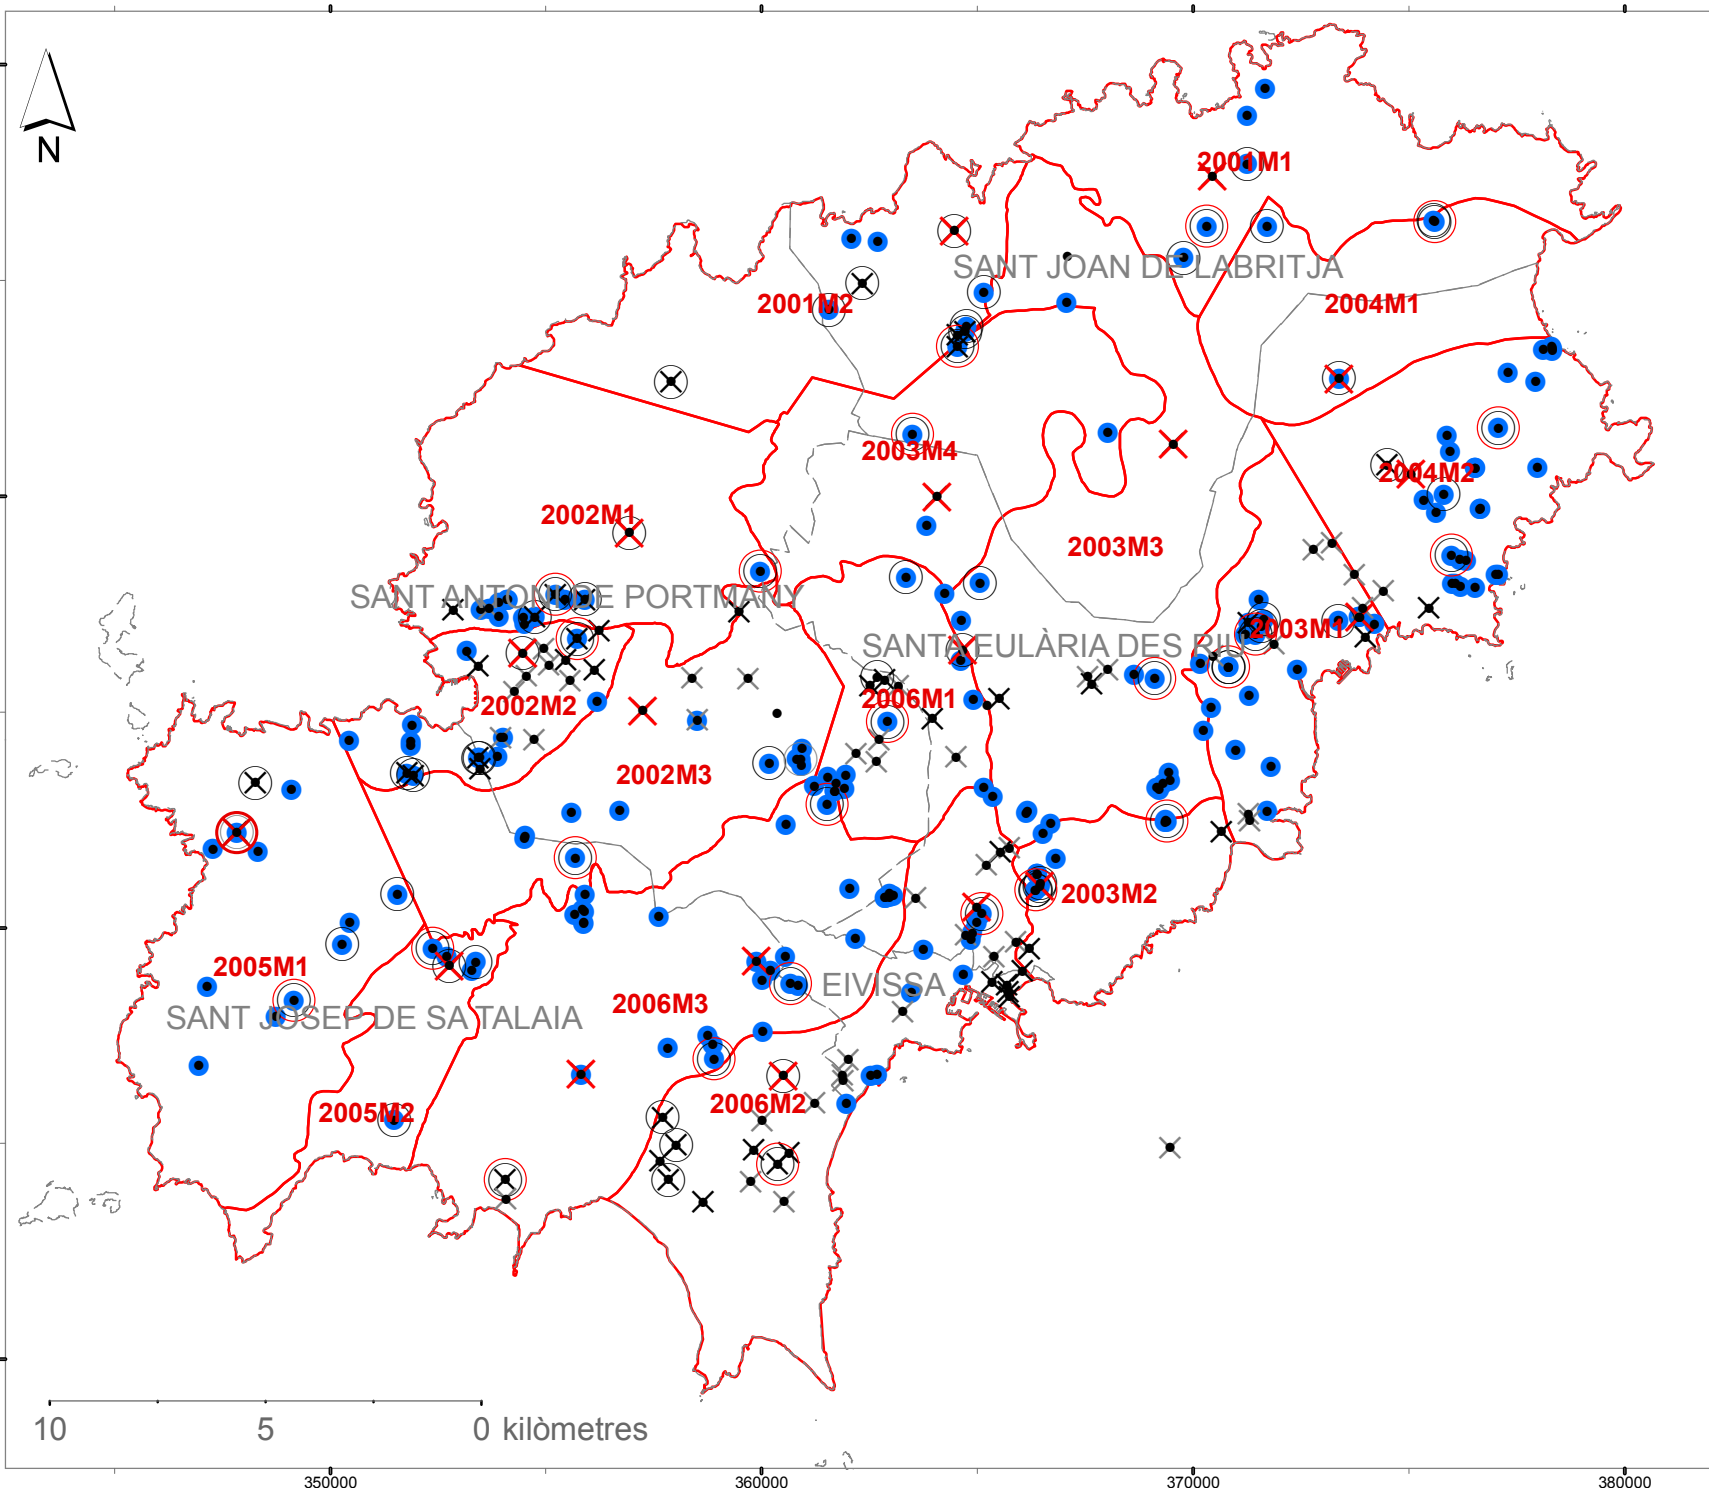 N
2001M1
SANT JOAN DE LABRITJA
2001M2
2004M1
2003M4
2004M2
2002M1
2003M3
SANT ANTONI DE PORTMANY
2003M1
SANTA EULÀRIA DES RIU
2002M2
2006M1
2002M3
2003M2
2005M1
EIVISSA
2006M3
SANT JOSEP DE SA TALAIA
2005M2
2006M2
10 5 0 kilòmetres
350000 360000 370000 380000